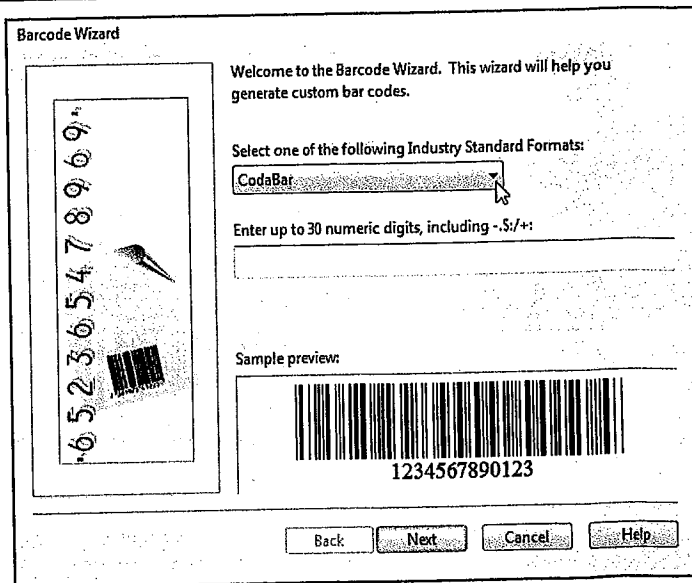 Barcode Wizard
Welcome to the Barcode Wizard. This wizard will help you
generate custom bar codes.
Select one of the following Industry Standard Formats:
CodaBar
Enter up to 30 numeric digits, including -.$:/+:
Sample preview:
1234567890123
Back
Next
Cancel
Help